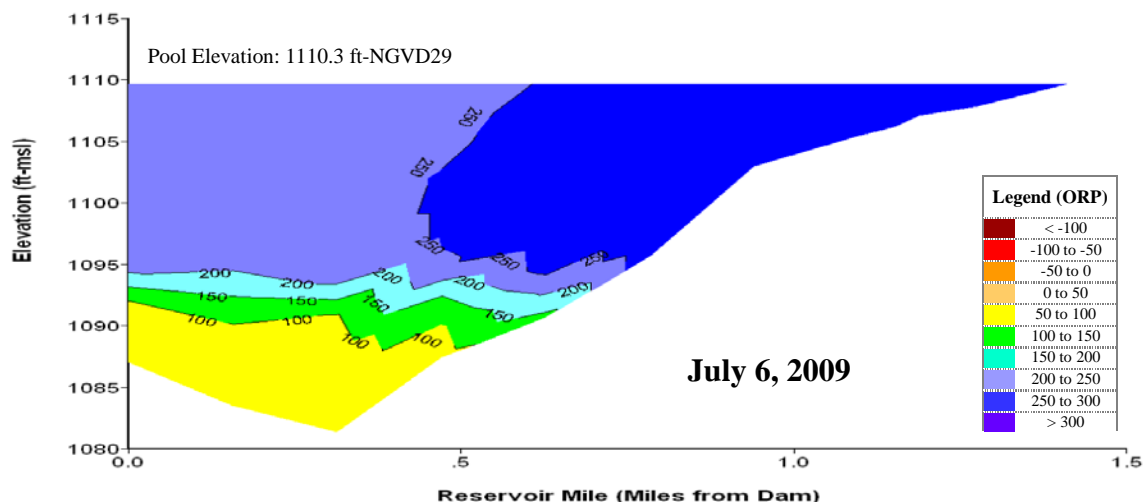 Pool Elevation: 1110.3 ft-NGVD29
Elevation (ft-msl)
1115
1110
1105
1100
1095
1090
1085
1080
250
250
250
250
250
200
200
200
200
200
150
150
150
150
100
100
100
100
July 6, 2009
Legend (ORP)
< -100
-100 to -50
-50 to 0
0 to 50
50 to 100
100 to 150
150 to 200
200 to 250
250 to 300
> 300
0.0
.5
1.0
1.5
Reservoir Mile (Miles from Dam)